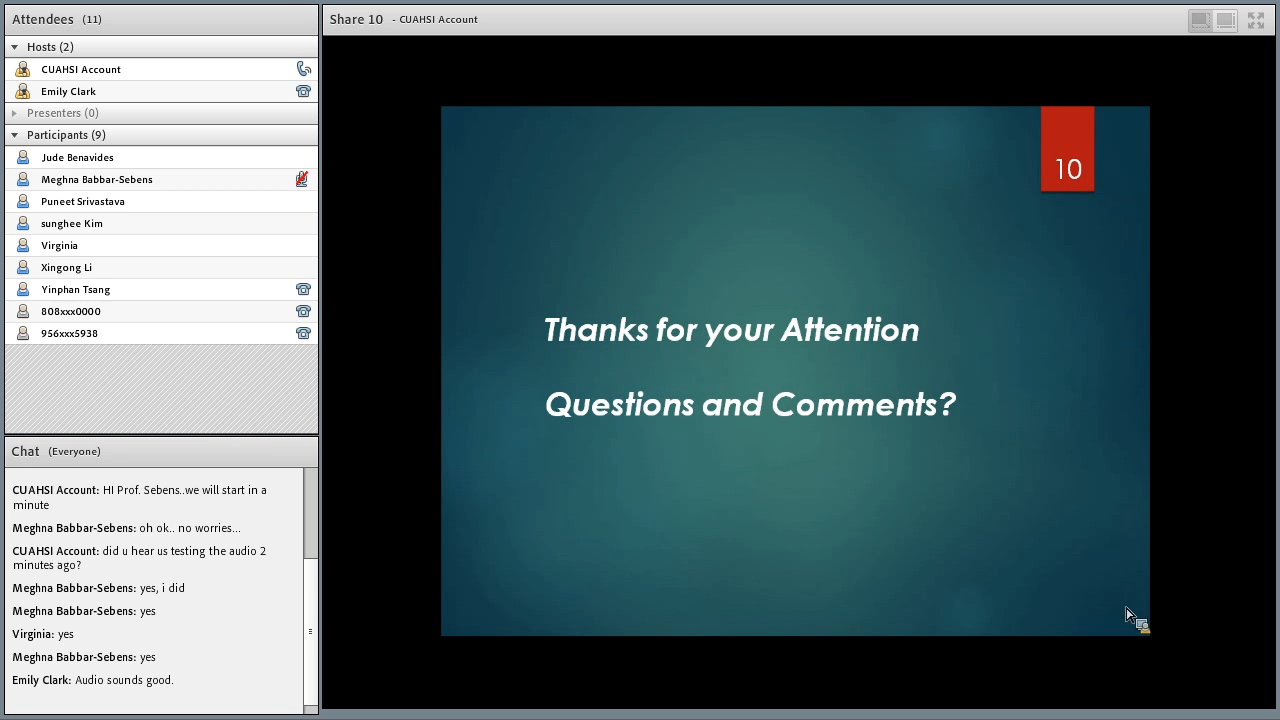 Attendees (11)
Hosts (2)
CUAHSI Account
Emily Clark
Presenters (0)
Participants (9)
Jude Benavides
Meghna Babbar-Sebens
Puneet Srivastava
sunghee Kim
Virginia
Xingong Li
Yinphan Tsang
808xxx0000
956xxx5938
Chat (Everyone)
CUAHSI Account: HI Prof. Sebens..we will start in a
minute
Meghna Babbar-Sebens: oh ok.. no worries...
CUAHSI Account: did u hear us testing the audio 2
minutes ago?
Meghna Babbar-Sebens: yes, i did
Meghna Babbar-Sebens: yes
Virginia: yes
Meghna Babbar-Sebens: yes
Emily Clark: Audio sounds good.
Share 10 - CUAHSI Account
10
Thanks for your Attention
Questions and Comments?